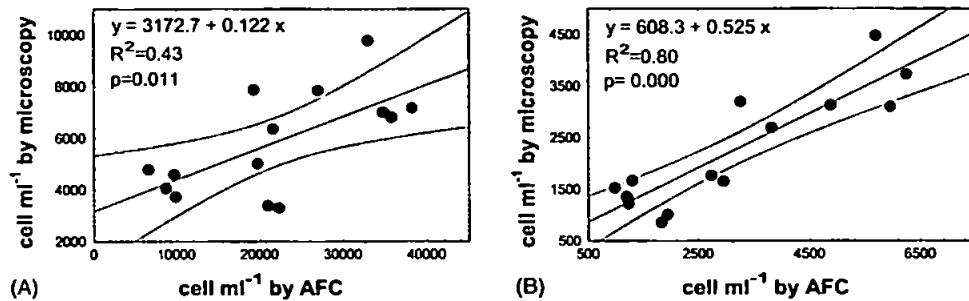 y = 3172.7 + 0.122 x
R²=0.43
p=0.011
10000
8000
6000
4000
2000
cell ml⁻¹ by microscopy
0 10000 20000 30000 40000
(A) cell ml⁻¹ by AFC
y = 608.3 + 0.525 x
R²=0.80
p= 0.000
4500
3500
2500
1500
500
cell ml⁻¹ by microscopy
500 2500 4500 6500
(B) cell ml⁻¹ by AFC